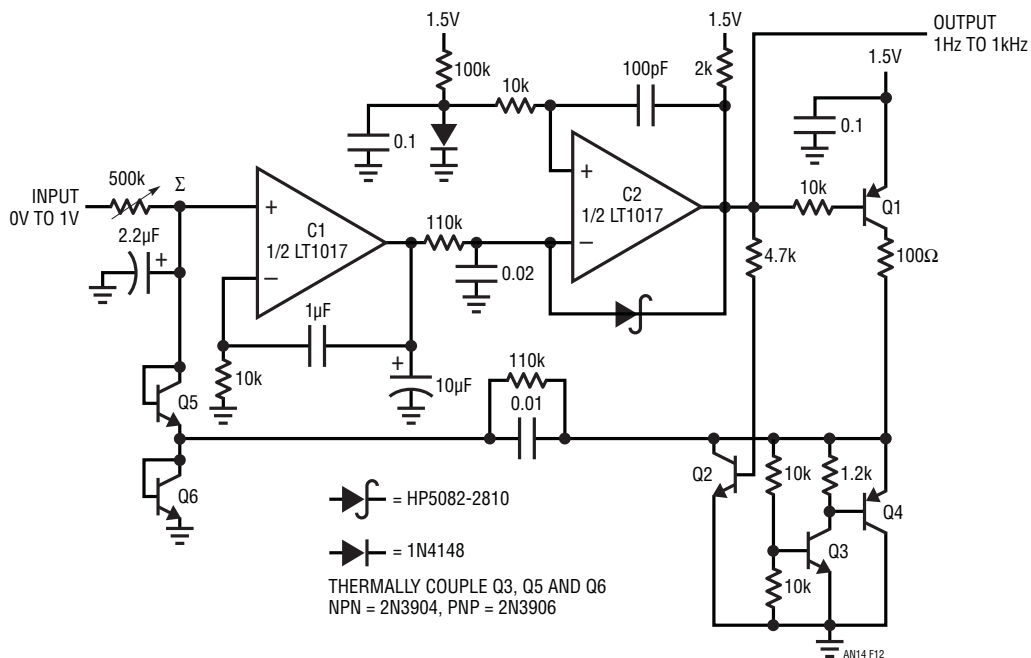 1.5V
1.5V
OUTPUT
1Hz TO 1kHz
1.5V
100k
10k
100pF
2k
0.1
0.1
INPUT
0V TO 1V
500k
Σ
+
C1
1/2 LT1017
−
110k
+
C2
1/2 LT1017
−
10k
Q1
2.2µF
+
0.02
4.7k
100Ω
1µF
10k
+
10µF
110k
0.01
Q5
Q6
Q2
10k
1.2k
Q4
Q3
10k
= HP5082-2810
= 1N4148
THERMALLY COUPLE Q3, Q5 AND Q6
NPN = 2N3904, PNP = 2N3906
AN14 F12